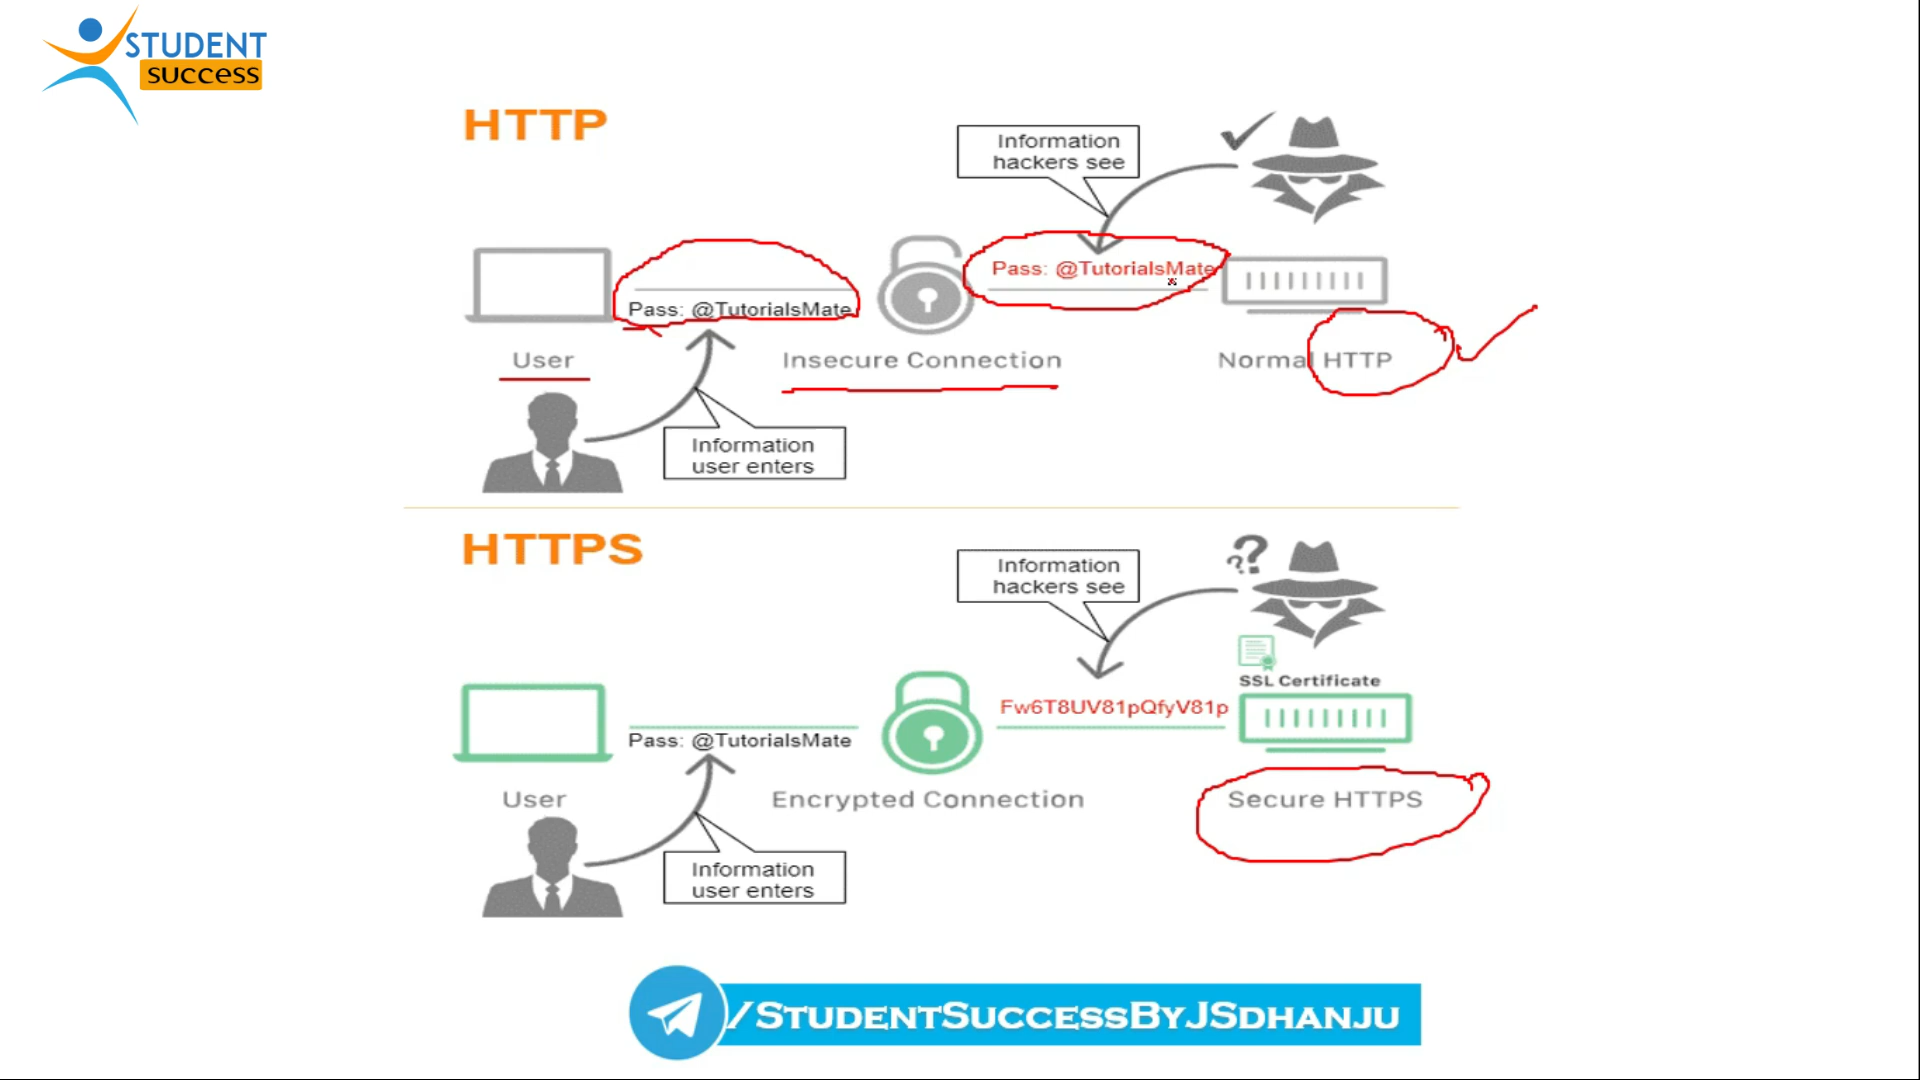 STUDENT
success
HTTP
Information
hackers see
Pass: @TutorialsMate
Pass: @TutorialsMate
User
Insecure Connection
Normal HTTP
Information
user enters
HTTPS
Information
hackers see
??
SSL Certificate
Fw6T8UV81pQfyV81p
Pass: @TutorialsMate
User
Encrypted Connection
Secure HTTPS
Information
user enters
/StudentSuccessByJSdhanju